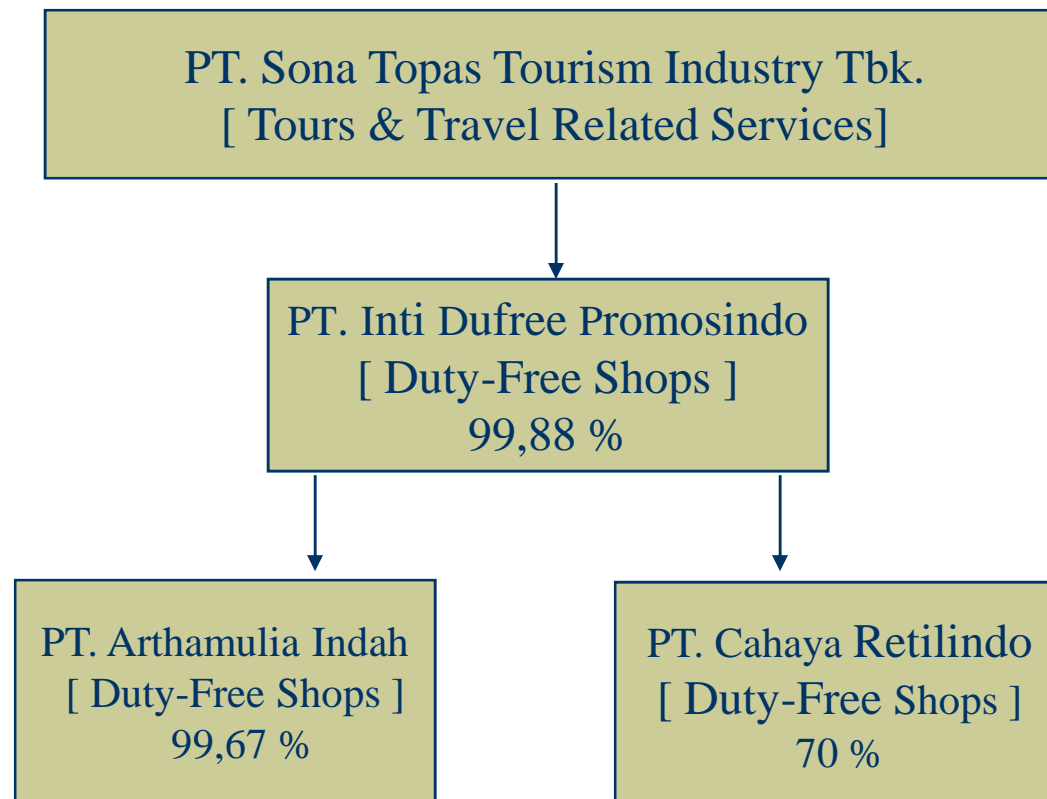 PT. Sona Topas Tourism Industry Tbk.
[ Tours & Travel Related Services]
PT. Inti Dufree Promosindo
[ Duty-Free Shops ]
99,88 %
PT. Arthamulia Indah
[ Duty-Free Shops ]
99,67 %
PT. Cahaya Retilindo
[ Duty-Free Shops ]
70 %